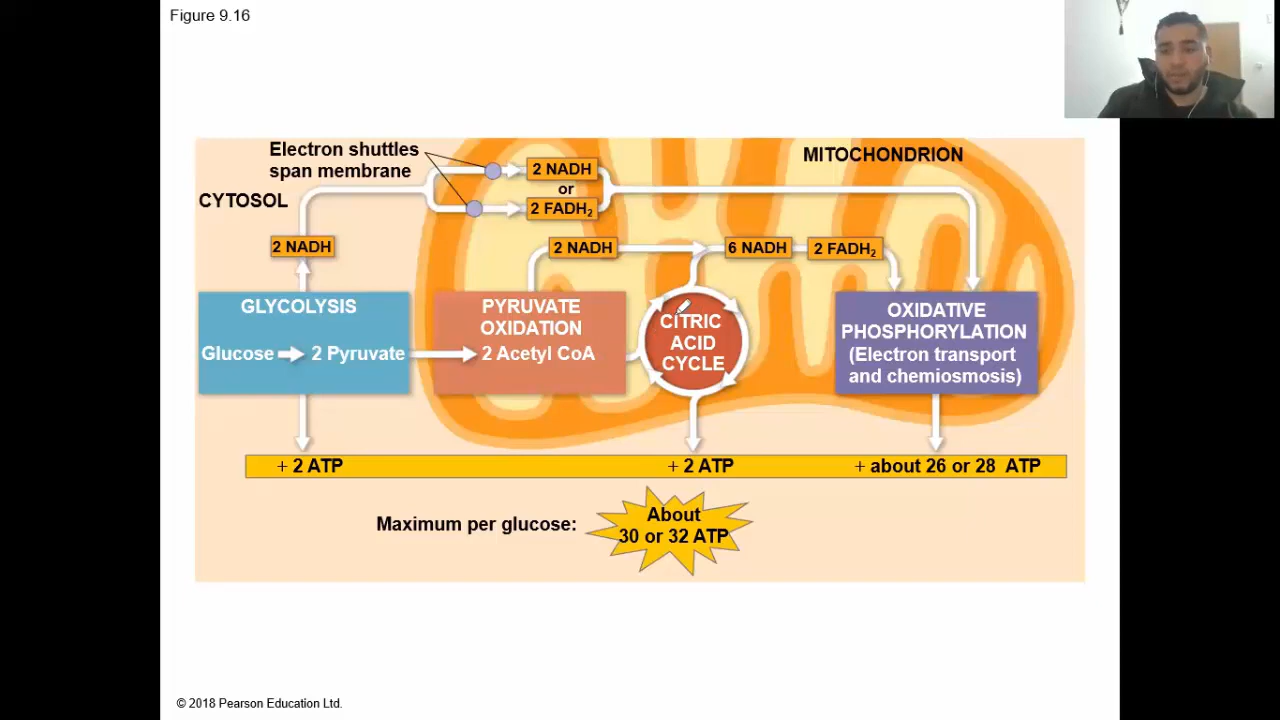 Figure 9.16
Electron shuttles
span membrane
MITOCHONDRION
CYTOSOL
2 NADH
or
2 FADH₂
2 NADH
2 NADH
6 NADH
2 FADH₂
GLYCOLYSIS
Glucose
2 Pyruvate
PYRUVATE
OXIDATION
2 Acetyl CoA
CITRIC
ACID
CYCLE
OXIDATIVE
PHOSPHORYLATION
(Electron transport
and chemiosmosis)
+ 2 ATP
+ 2 ATP
+ about 26 or 28 ATP
Maximum per glucose:
About
30 or 32 ATP
© 2018 Pearson Education Ltd.